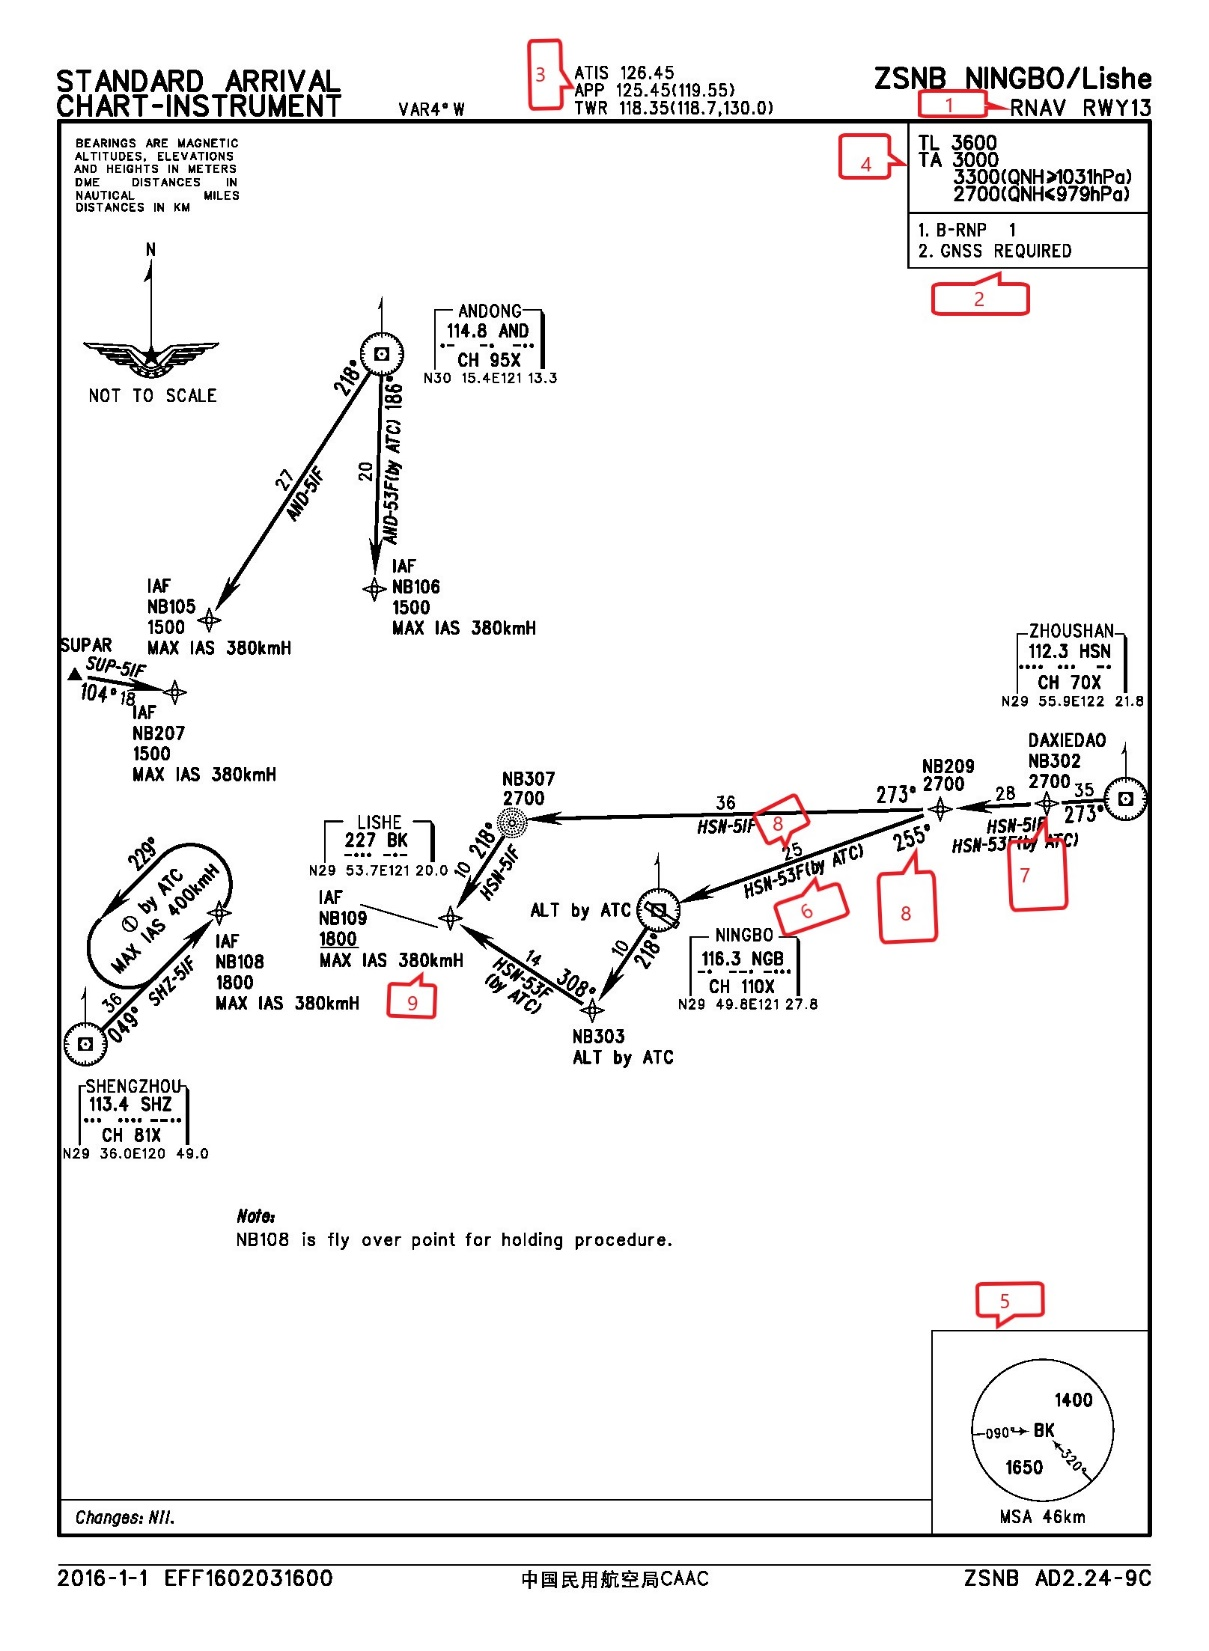 STANDARD ARRIVAL
CHART-INSTRUMENT
VAR4°W
3
ATIS 126.45
APP 125.45(119.55)
TWR 118.35(118.7,130.0)
ZSNB NINGBO/Lishe
1
RNAV RWY13
BEARINGS ARE MAGNETIC
ALTITUDES, ELEVATIONS
AND HEIGHTS IN METERS
DME DISTANCES IN
NAUTICAL MILES
DISTANCES IN KM
4
TL 3600
TA 3000
3300(QNH≥1031hPa)
2700(QNH≤979hPa)
1. B-RNP 1
2. GNSS REQUIRED
2
N
NOT TO SCALE
ANDONG
114.8 AND
CH 95X
N30 15.4E121 13.3
218°
186°
27
AND-51F
20
AND-53F(by ATC)
IAF
NB105
1500
MAX IAS 380kmH
IAF
NB106
1500
MAX IAS 380kmH
SUPAR
SUP-51F
104°
18
IAF
NB207
1500
MAX IAS 380kmH
ZHOUSHAN
112.3 HSN
CH 70X
N29 55.9E122 21.8
DAXIEDAO
NB302
2700
35
273°
NB209
2700
273°
28
HSN-51F
HSN-53F(by ATC)
7
NB307
2700
36
HSN-51F
8
255°
8
25
HSN-53F(by ATC)
6
LISHE
227 BK
N29 53.7E121 20.0
218°
10
HSN-51F
IAF
NB109
1800
MAX IAS 380kmH
9
ALT by ATC
NINGBO
116.3 NGB
CH 110X
N29 49.8E121 27.8
10
218°
14
308°
HSN-53F
(by ATC)
NB303
ALT by ATC
229°
① by ATC
MAX IAS 400kmH
IAF
NB108
1800
MAX IAS 380kmH
36
SHZ-51F
049°
SHENGZHOU
113.4 SHZ
CH 81X
N29 36.0E120 49.0
Note:
NB108 is fly over point for holding procedure.
5
1400
090°
BK
320°
1650
MSA 46km
Changes: Nil.
2016-1-1 EFF1602031600
中国民用航空局CAAC
ZSNB AD2.24-9C